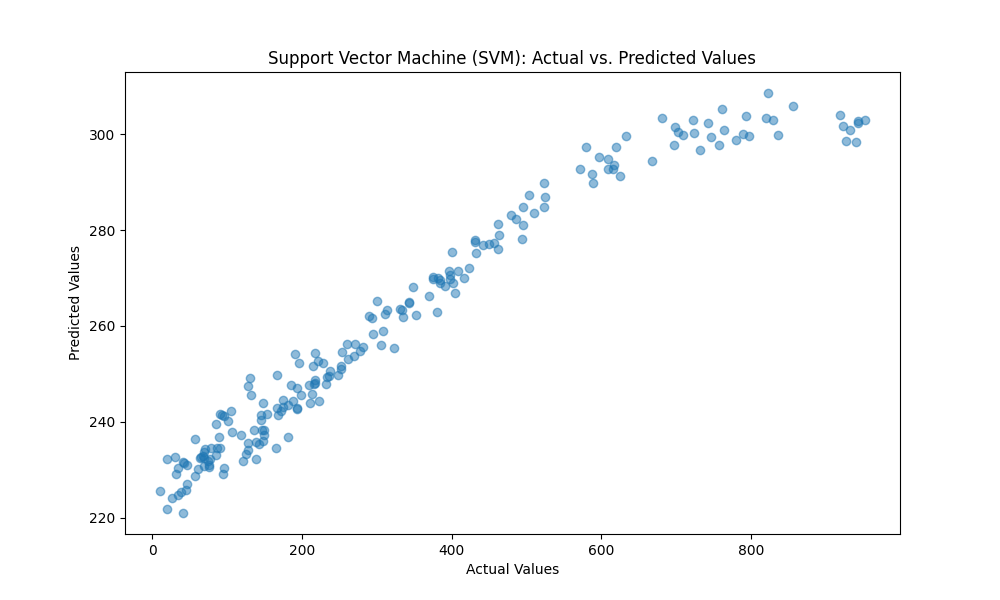 Support Vector Machine (SVM): Actual vs. Predicted Values
Predicted Values
300
280
260
240
220
0 200 400 600 800
Actual Values